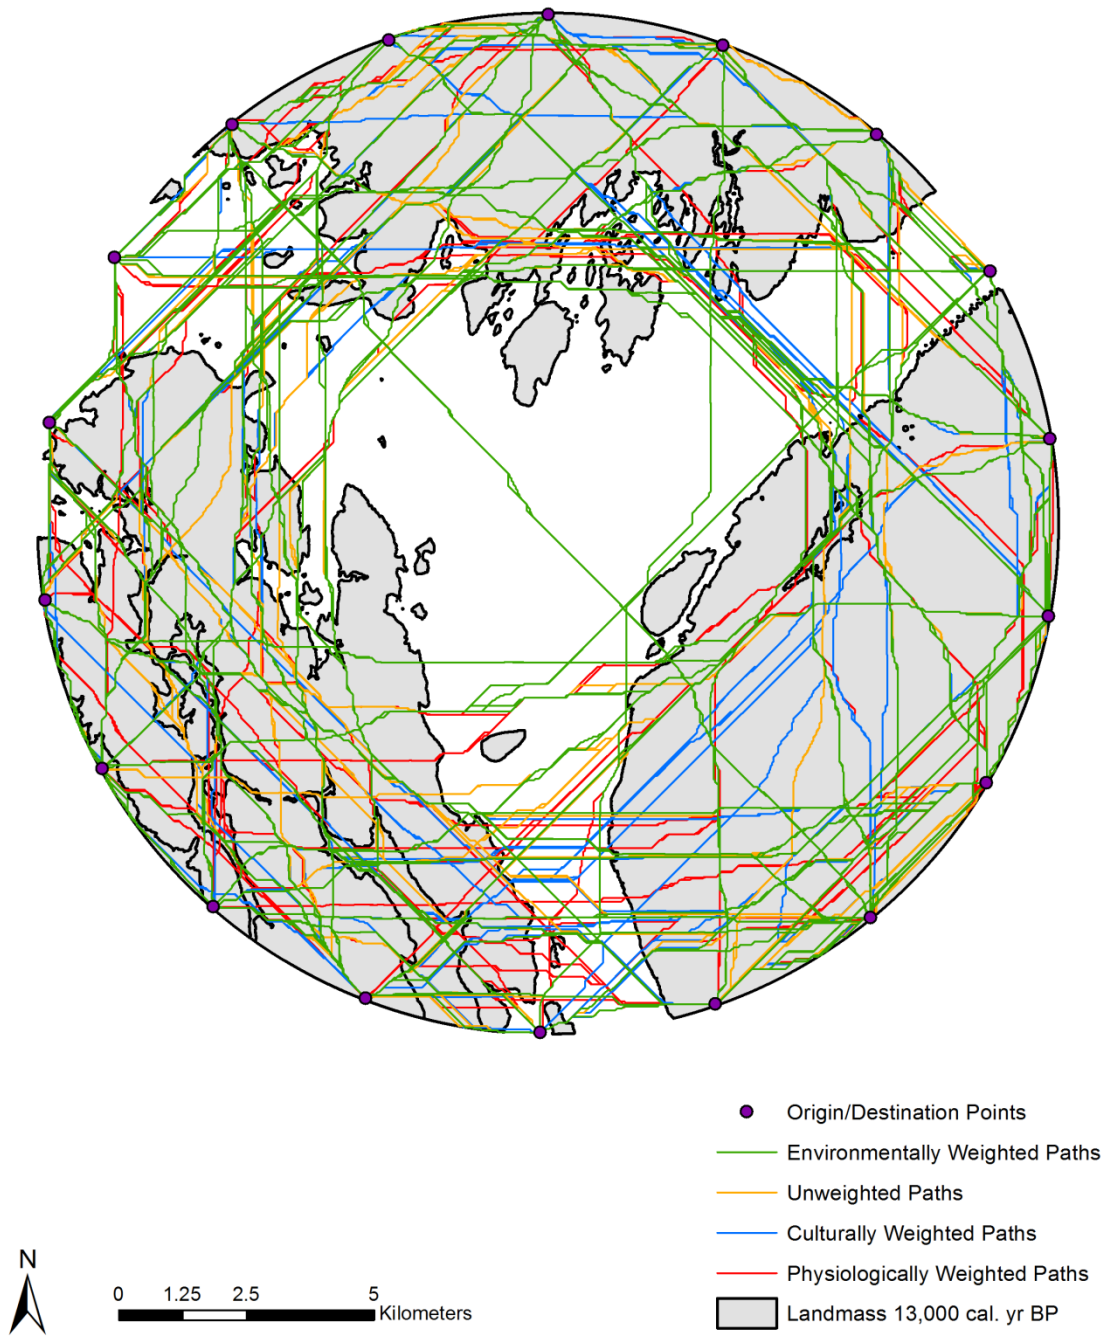 Origin/Destination Points
Environmentally Weighted Paths
Unweighted Paths
Culturally Weighted Paths
Physiologically Weighted Paths
Landmass 13,000 cal. yr BP
N
0 1.25 2.5 5
Kilometers